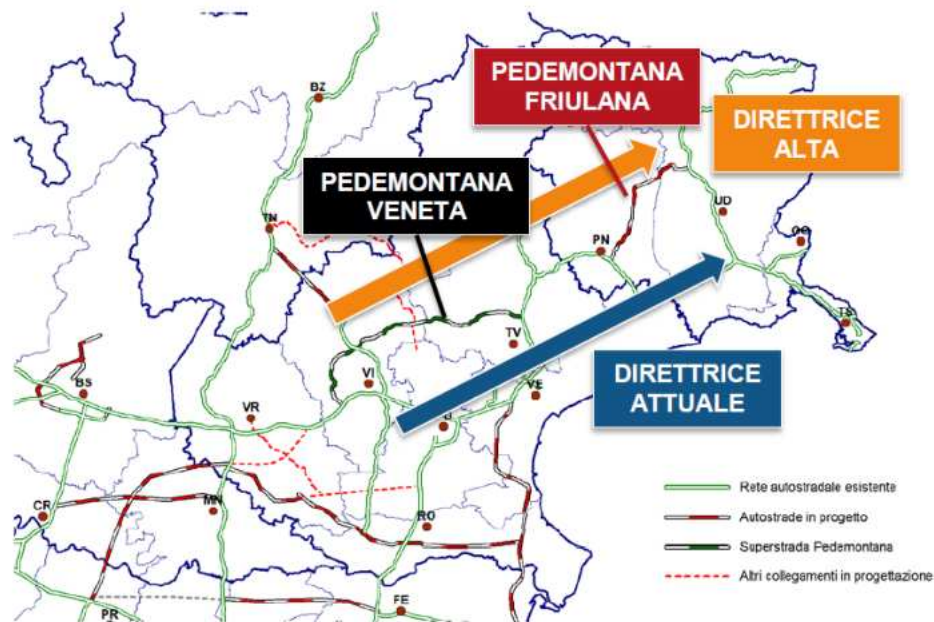 PEDEMONTANA
FRIULANA
DIRETTRICE
ALTA
BZ
PEDEMONTANA
VENETA
TN
UD
GO
PN
TS
TV
VI
DIRETTRICE
ATTUALE
BS
VE
VR
CR
MN
RO
FE
PR
Rete autostradale esistente
Autostrade in progetto
Superstrada Pedemontana
Altri collegamenti in progettazione